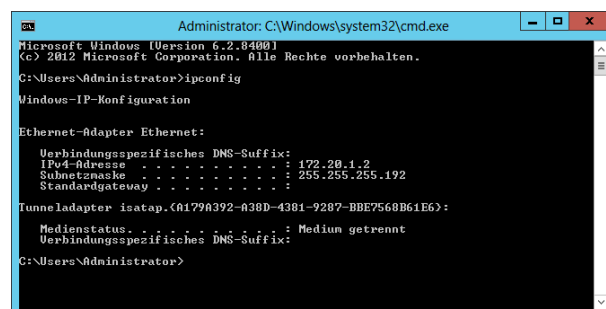 Administrator: C:\Windows\system32\cmd.exe
Microsoft Windows [Version 6.2.8400]
(c) 2012 Microsoft Corporation. Alle Rechte vorbehalten.
C:\Users\Administrator>ipconfig
Windows-IP-Konfiguration
Ethernet-Adapter Ethernet:
Verbindungsspezifisches DNS-Suffix:
IPv4-Adresse . . . . . . . . . . : 172.20.1.2
Subnetzmaske . . . . . . . . . . : 255.255.255.192
Standardgateway . . . . . . . . . :
Tunneladapter isatap.{A179A392-A38D-4381-9287-BBE7568B61E6}:
Medienstatus. . . . . . . . . . . : Medium getrennt
Verbindungsspezifisches DNS-Suffix:
C:\Users\Administrator>